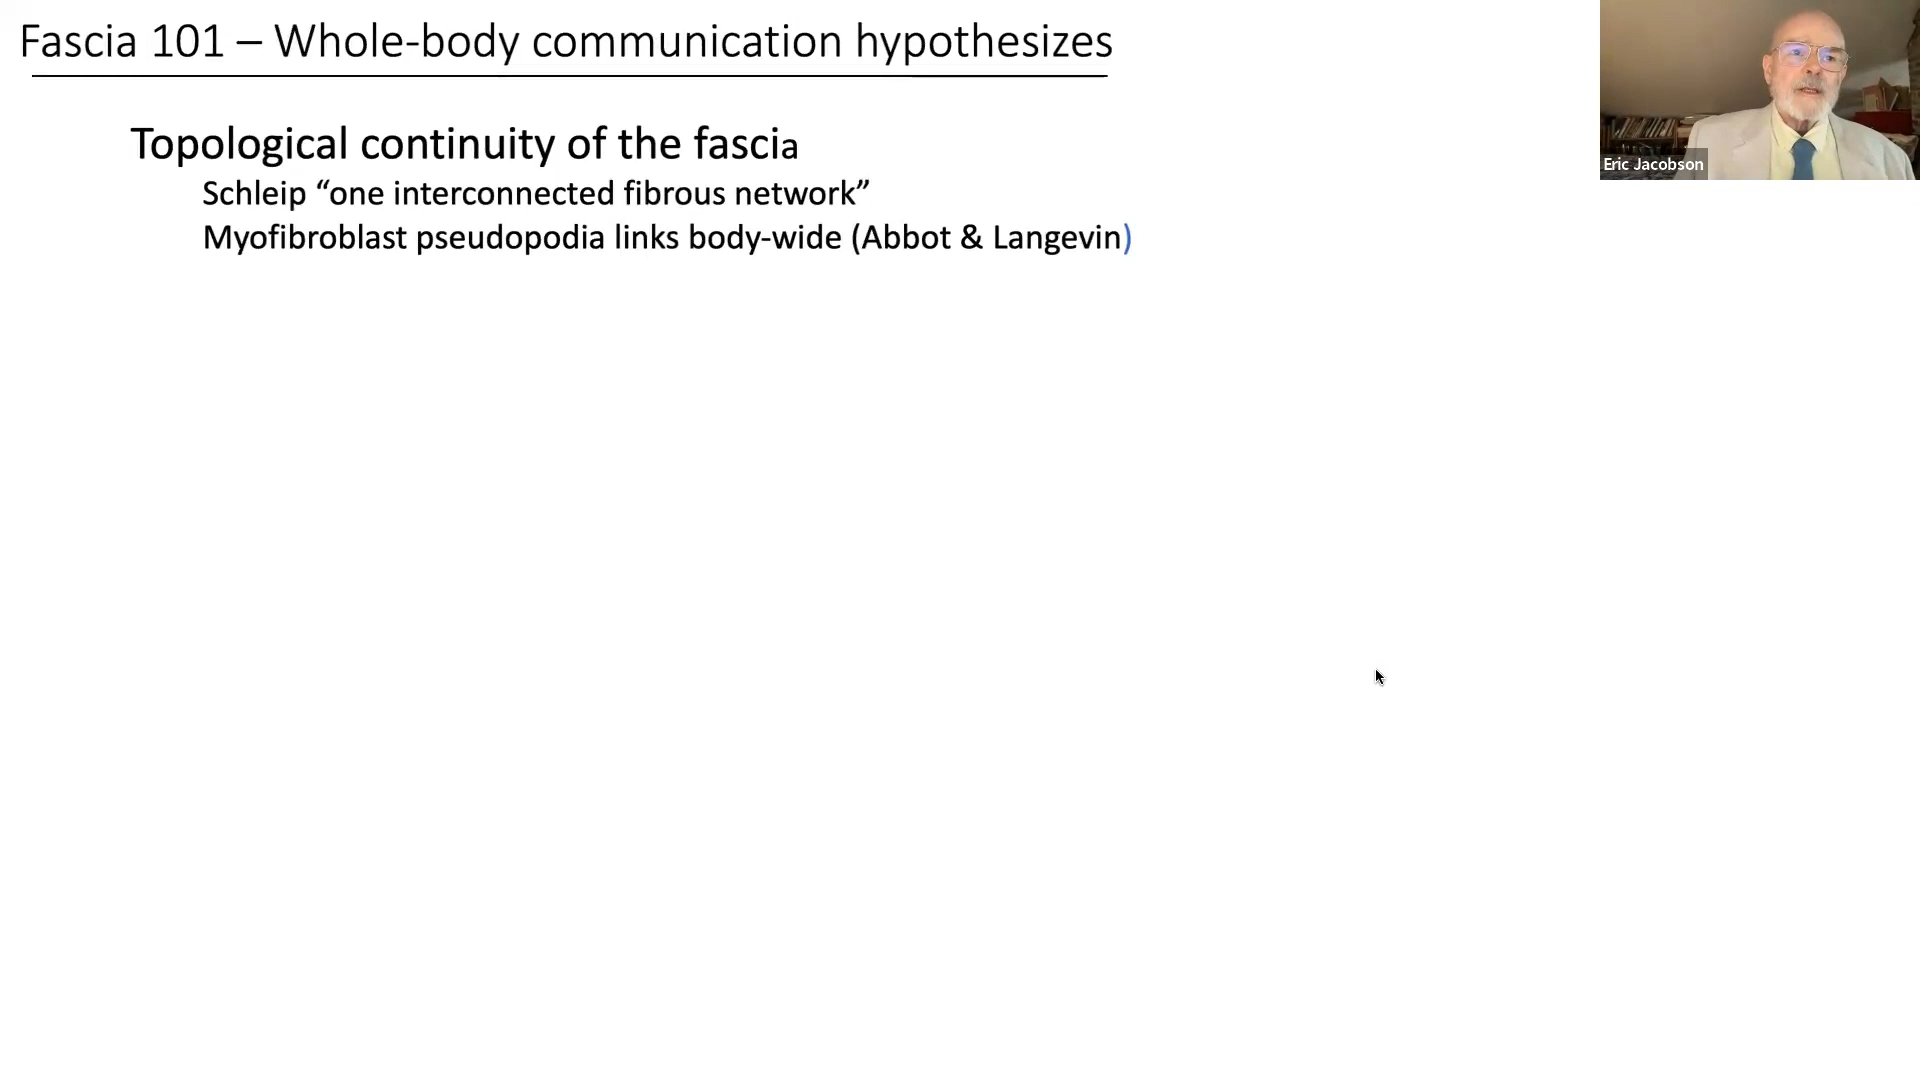 Fascia 101 – Whole-body communication hypothesizes
Topological continuity of the fascia
Schleip “one interconnected fibrous network”
Myofibroblast pseudopodia links body-wide (Abbot & Langevin)
Eric Jacobson